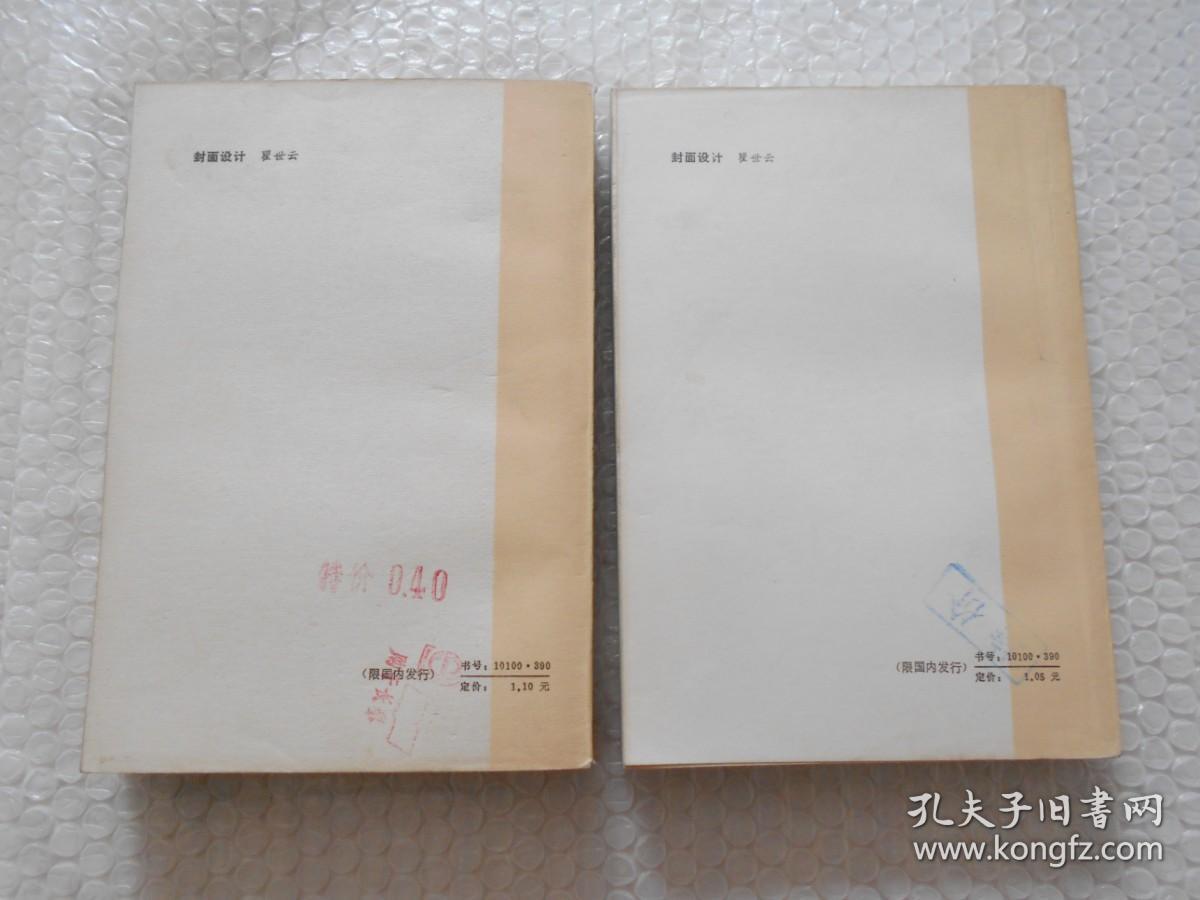 封面设计 翟世云
特价 0.40
(限国内发行)
书号：10100·390
定价： 1,10 元
封面设计 翟世云
(限国内发行)
书号：10100·390
定价： 1.05 元
孔夫子旧书网
www.kongfz.com